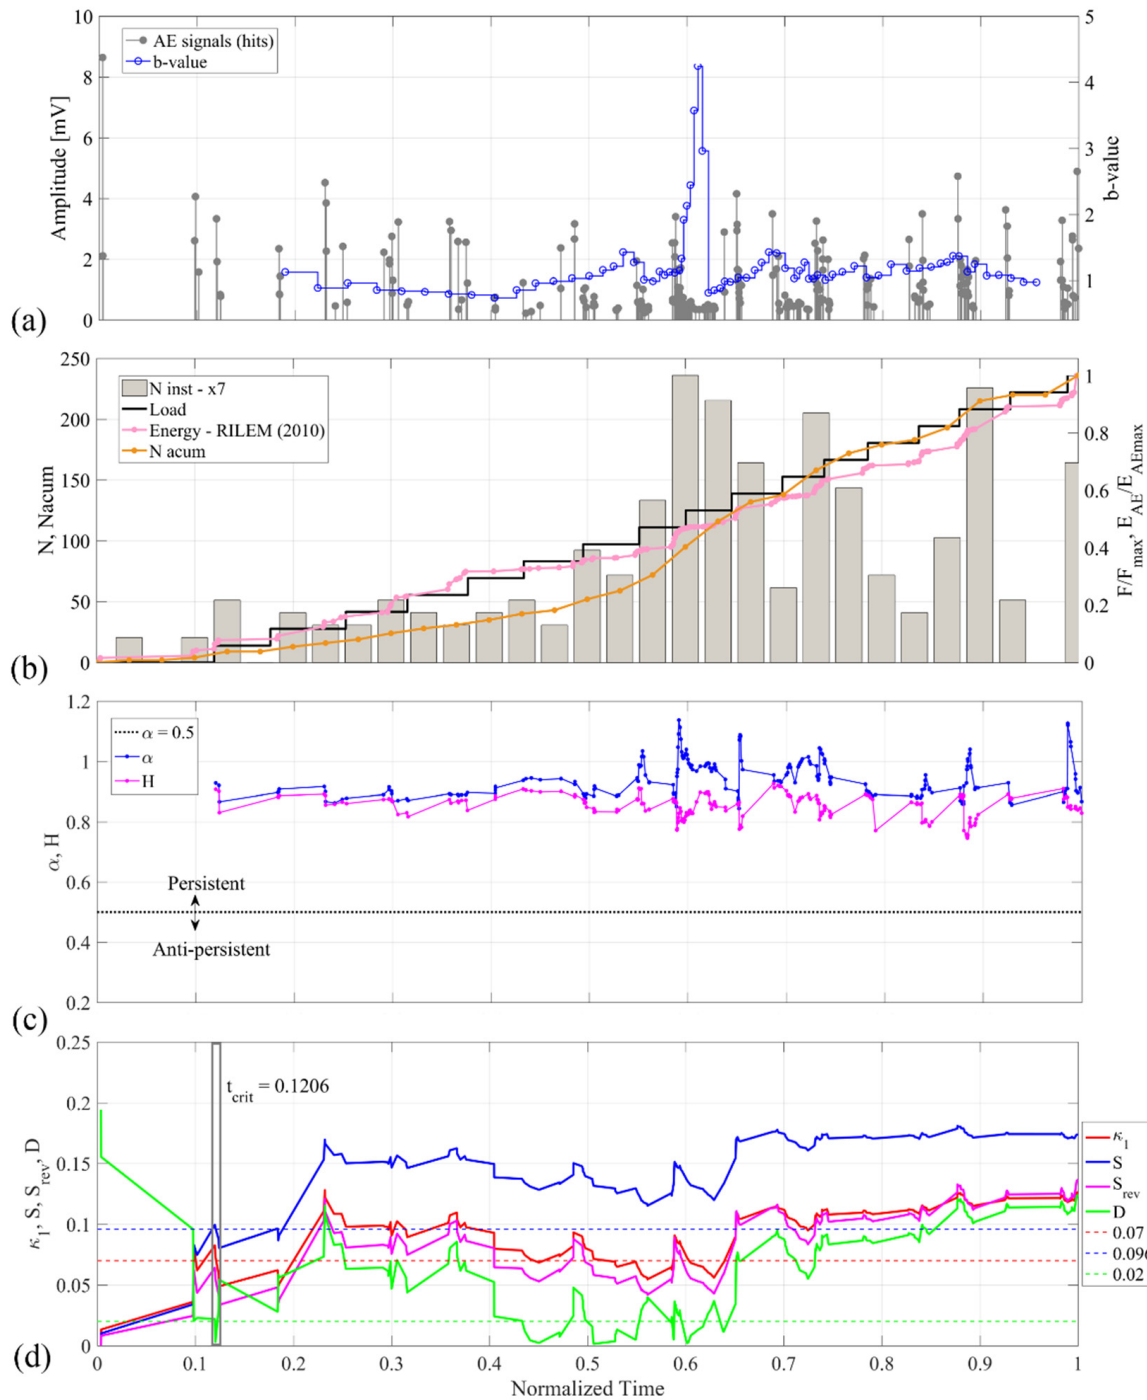 10
8
6
4
2
0
Amplitude [mV]
AE signals (hits)
b-value
5
4
3
2
1
b-value
(a)
250
200
150
100
50
0
N, Nacum
N inst - x7
Load
Energy - RILEM (2010)
N acum
1
0.8
0.6
0.4
0.2
0
F/Fmax, EAE/EAEmax
(b)
1.2
1
0.8
0.6
0.4
0.2
α, H
α = 0.5
α
H
Persistent
Anti-persistent
(c)
0.25
0.2
0.15
0.1
0.05
0
κ1, S, Srev, D
tcrit = 0.1206
κ1
S
Srev
D
0.07
0.096
0.02
(d)
0 0.1 0.2 0.3 0.4 0.5 0.6 0.7 0.8 0.9 1
Normalized Time